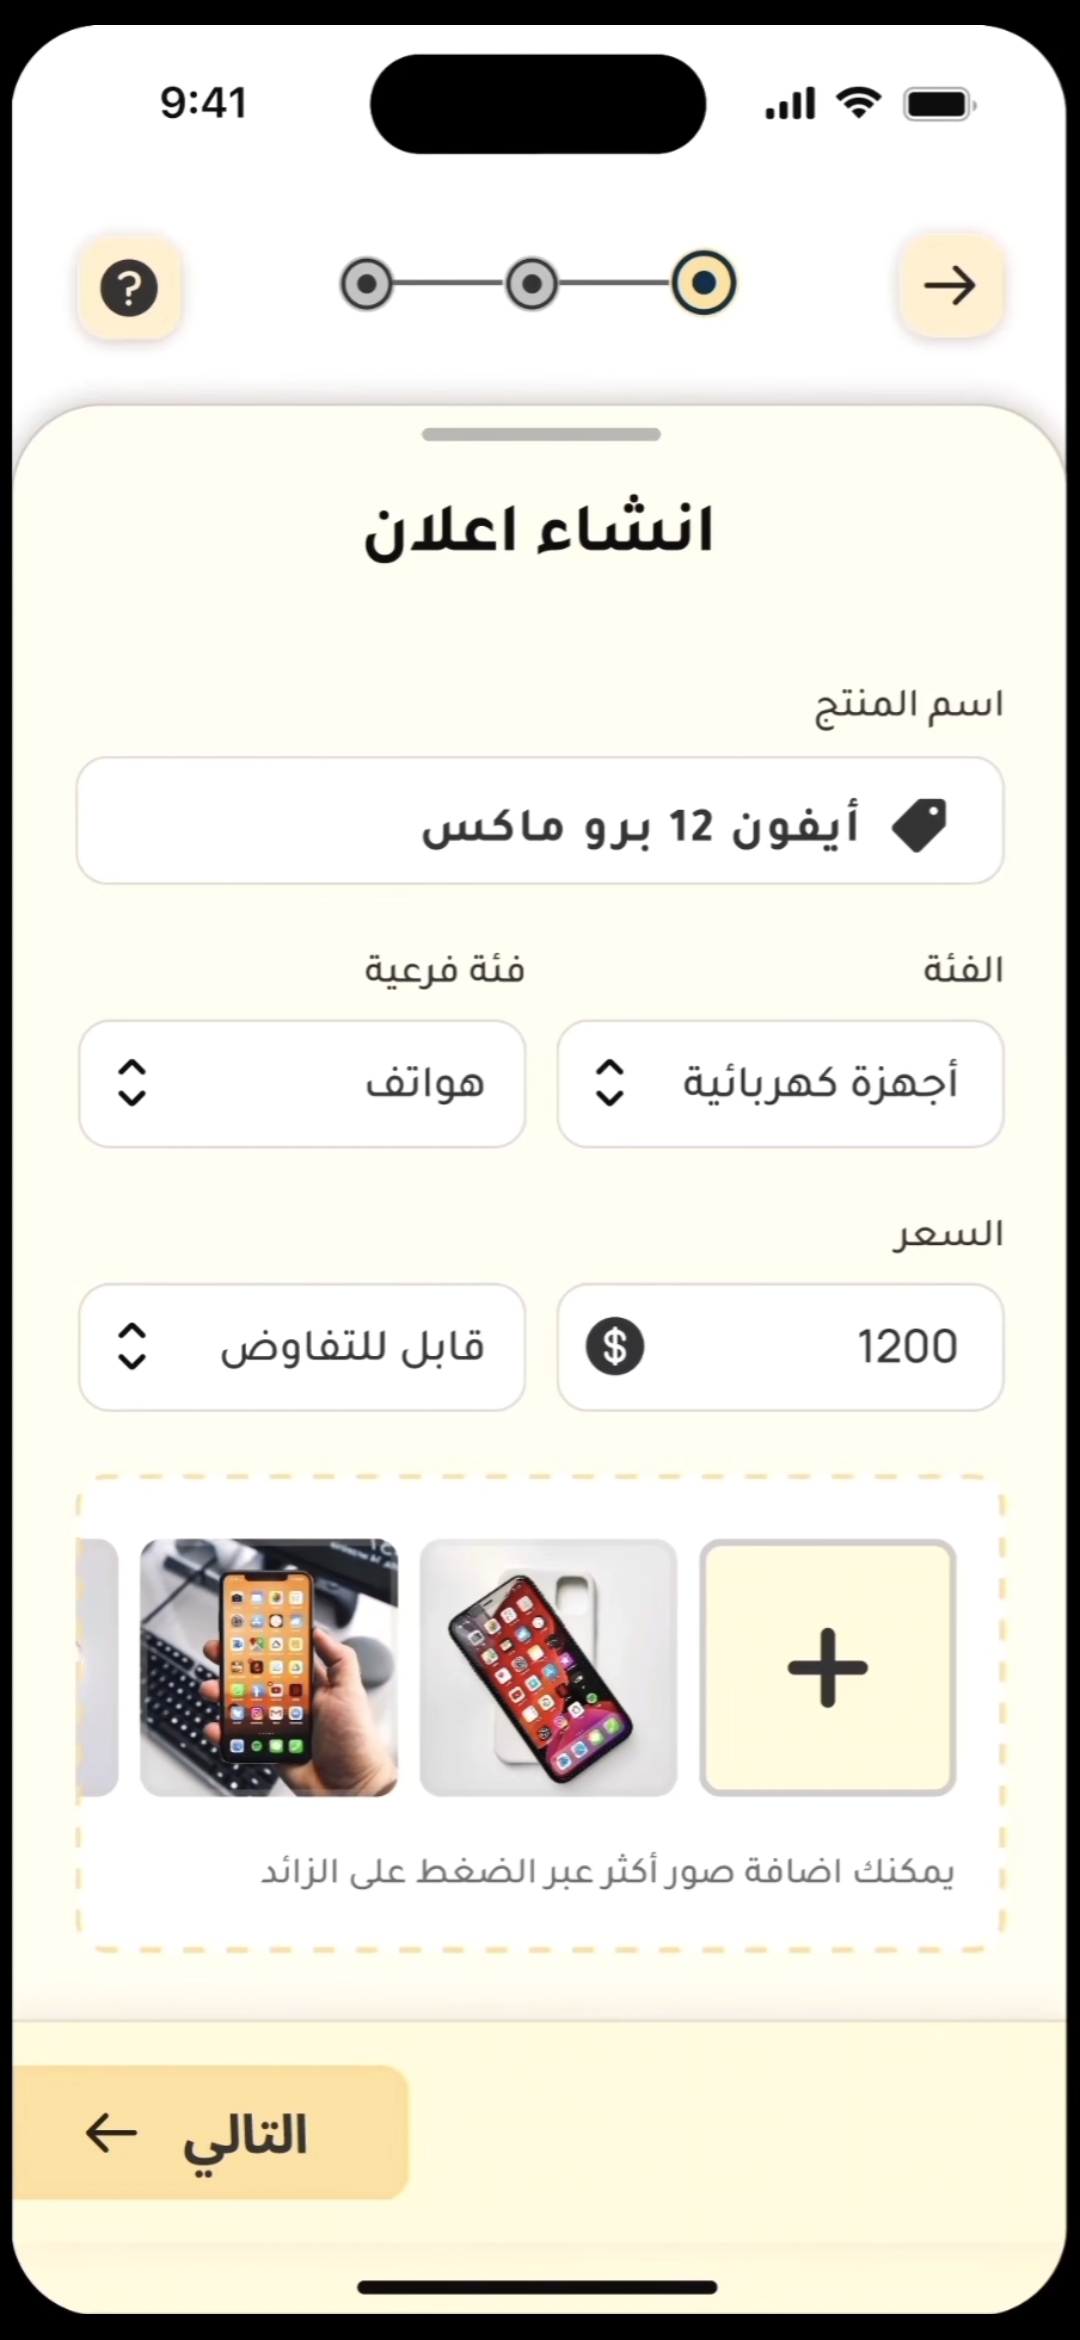 9:41
انشاء اعلان
اسم المنتج
أيفون 12 برو ماكس
الفئة
فئة فرعية
أجهزة كهربائية
هواتف
السعر
1200 $
قابل للتفاوض
يمكنك اضافة صور أكثر عبر الضغط على الزائد
التالي